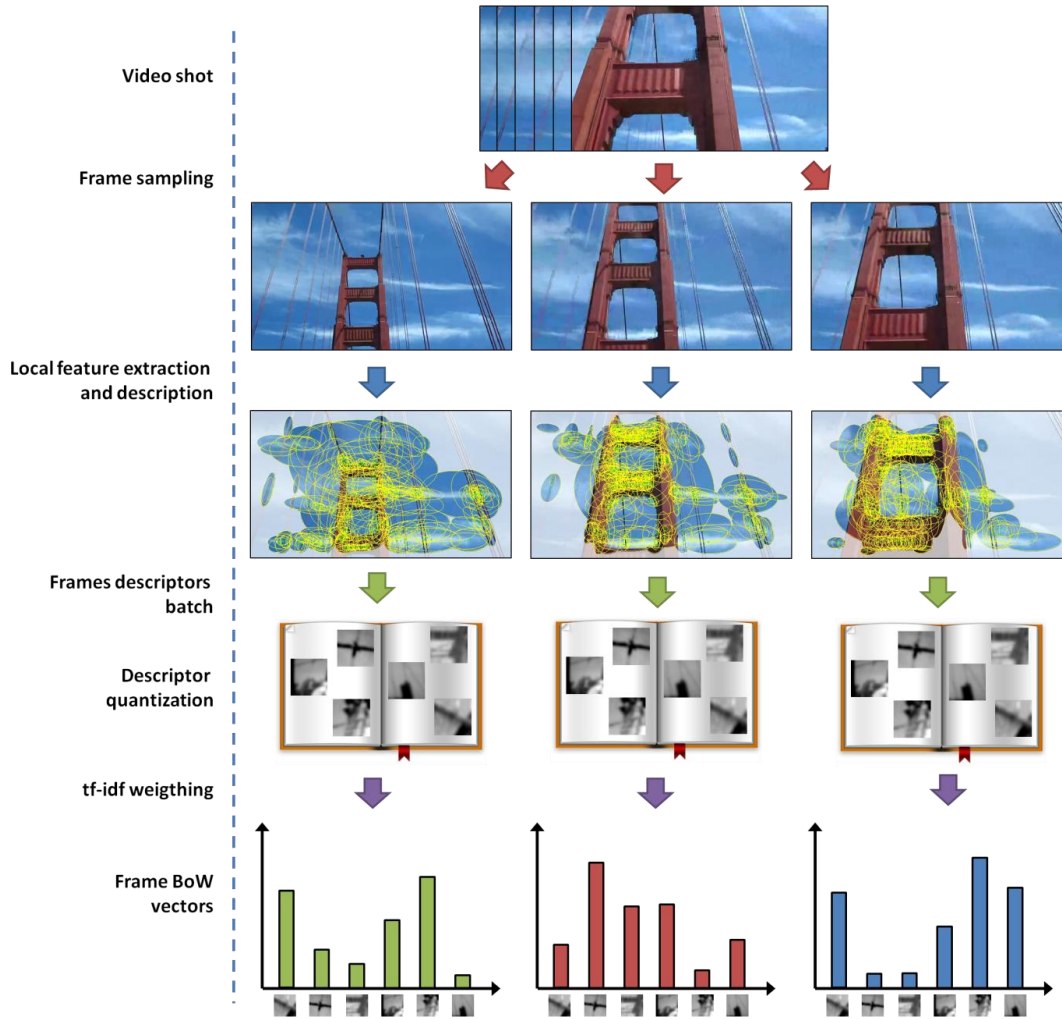 Video shot
Frame sampling
Local feature extraction
and description
Frames descriptors
batch
Descriptor
quantization
tf-idf weigthing
Frame BoW
vectors